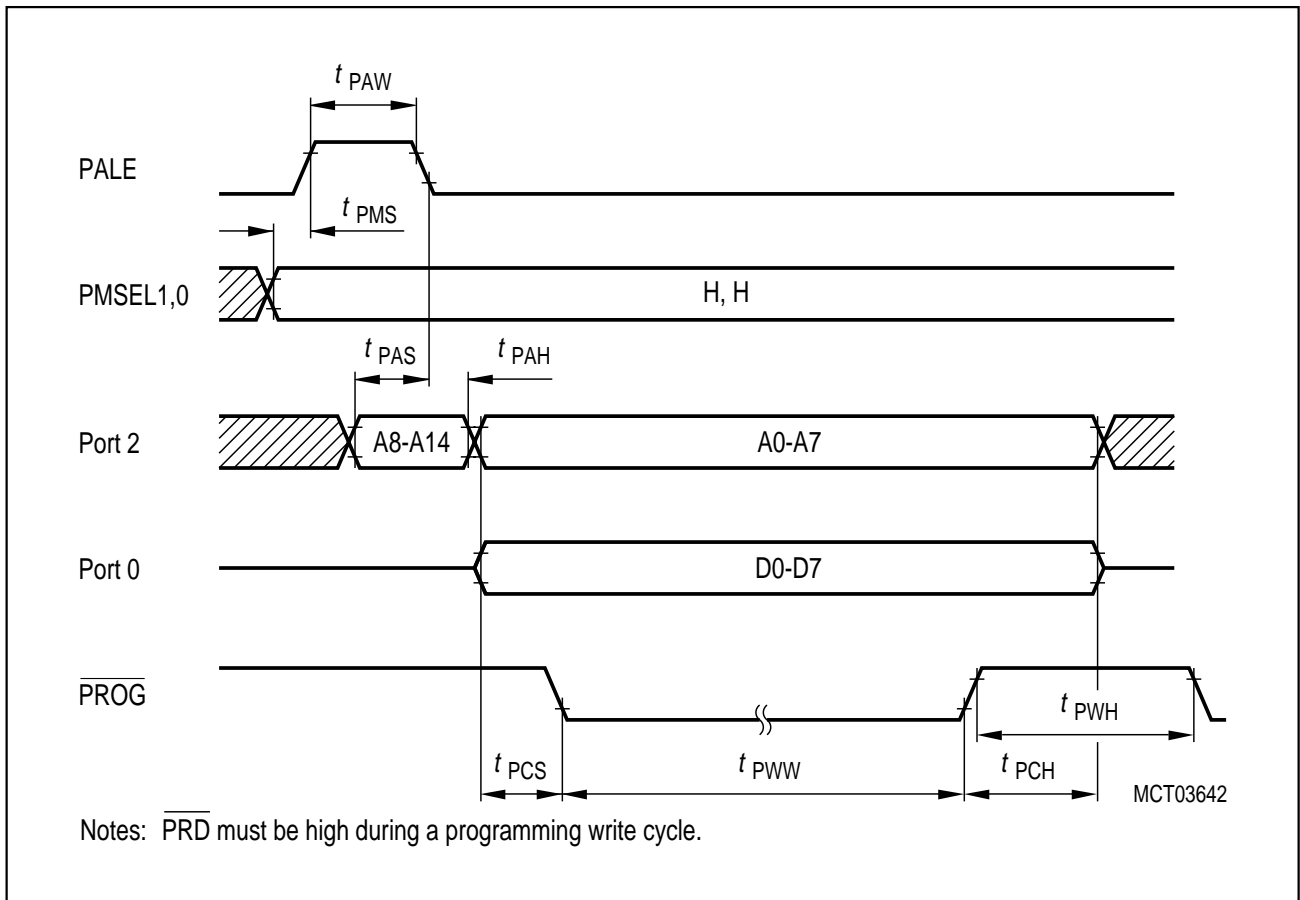 t PAW
PALE
t PMS
PMSEL1,0
H, H
t PAS
t PAH
Port 2
A8-A14
A0-A7
Port 0
D0-D7
PROG
t PWH
t PCS
t PWW
t PCH
MCT03642
Notes: PRD must be high during a programming write cycle.